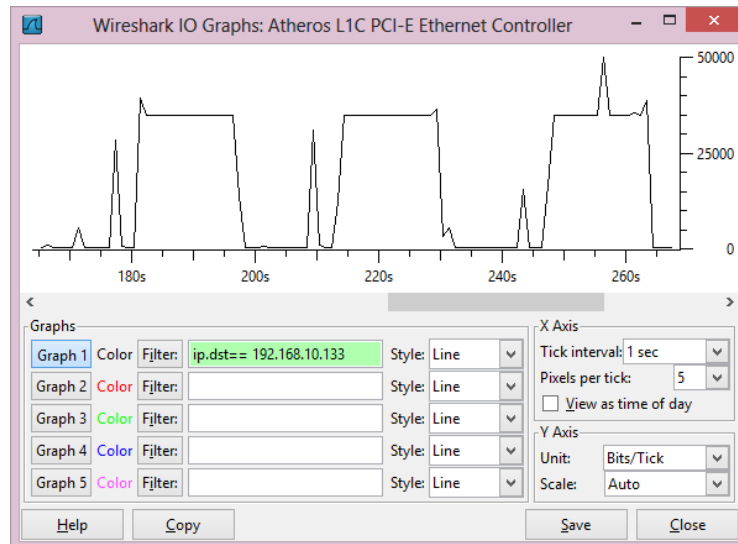 Wireshark IO Graphs: Atheros L1C PCI-E Ethernet Controller
50000
25000
0
180s 200s 220s 240s 260s
Graphs
Graph 1 Color Filter: ip.dst== 192.168.10.133 Style: Line
Graph 2 Color Filter: Style: Line
Graph 3 Color Filter: Style: Line
Graph 4 Color Filter: Style: Line
Graph 5 Color Filter: Style: Line
X Axis
Tick interval: 1 sec
Pixels per tick: 5
View as time of day
Y Axis
Unit: Bits/Tick
Scale: Auto
Help Copy Save Close